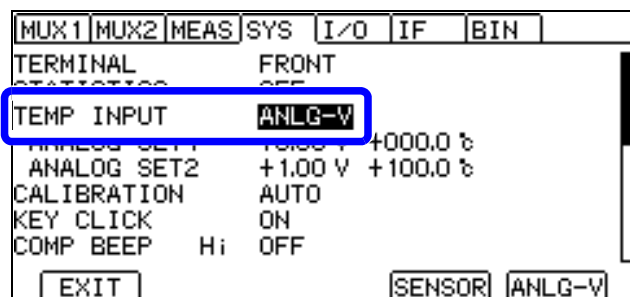 MUX1 MUX2 MEAS SYS I/O IF BIN
TERMINAL FRONT
TEMP INPUT ANLG-V
+000.0 ℃
ANALOG SET2 +1.00 V +100.0 ℃
CALIBRATION AUTO
KEY CLICK ON
COMP BEEP Hi OFF
EXIT SENSOR ANLG-V